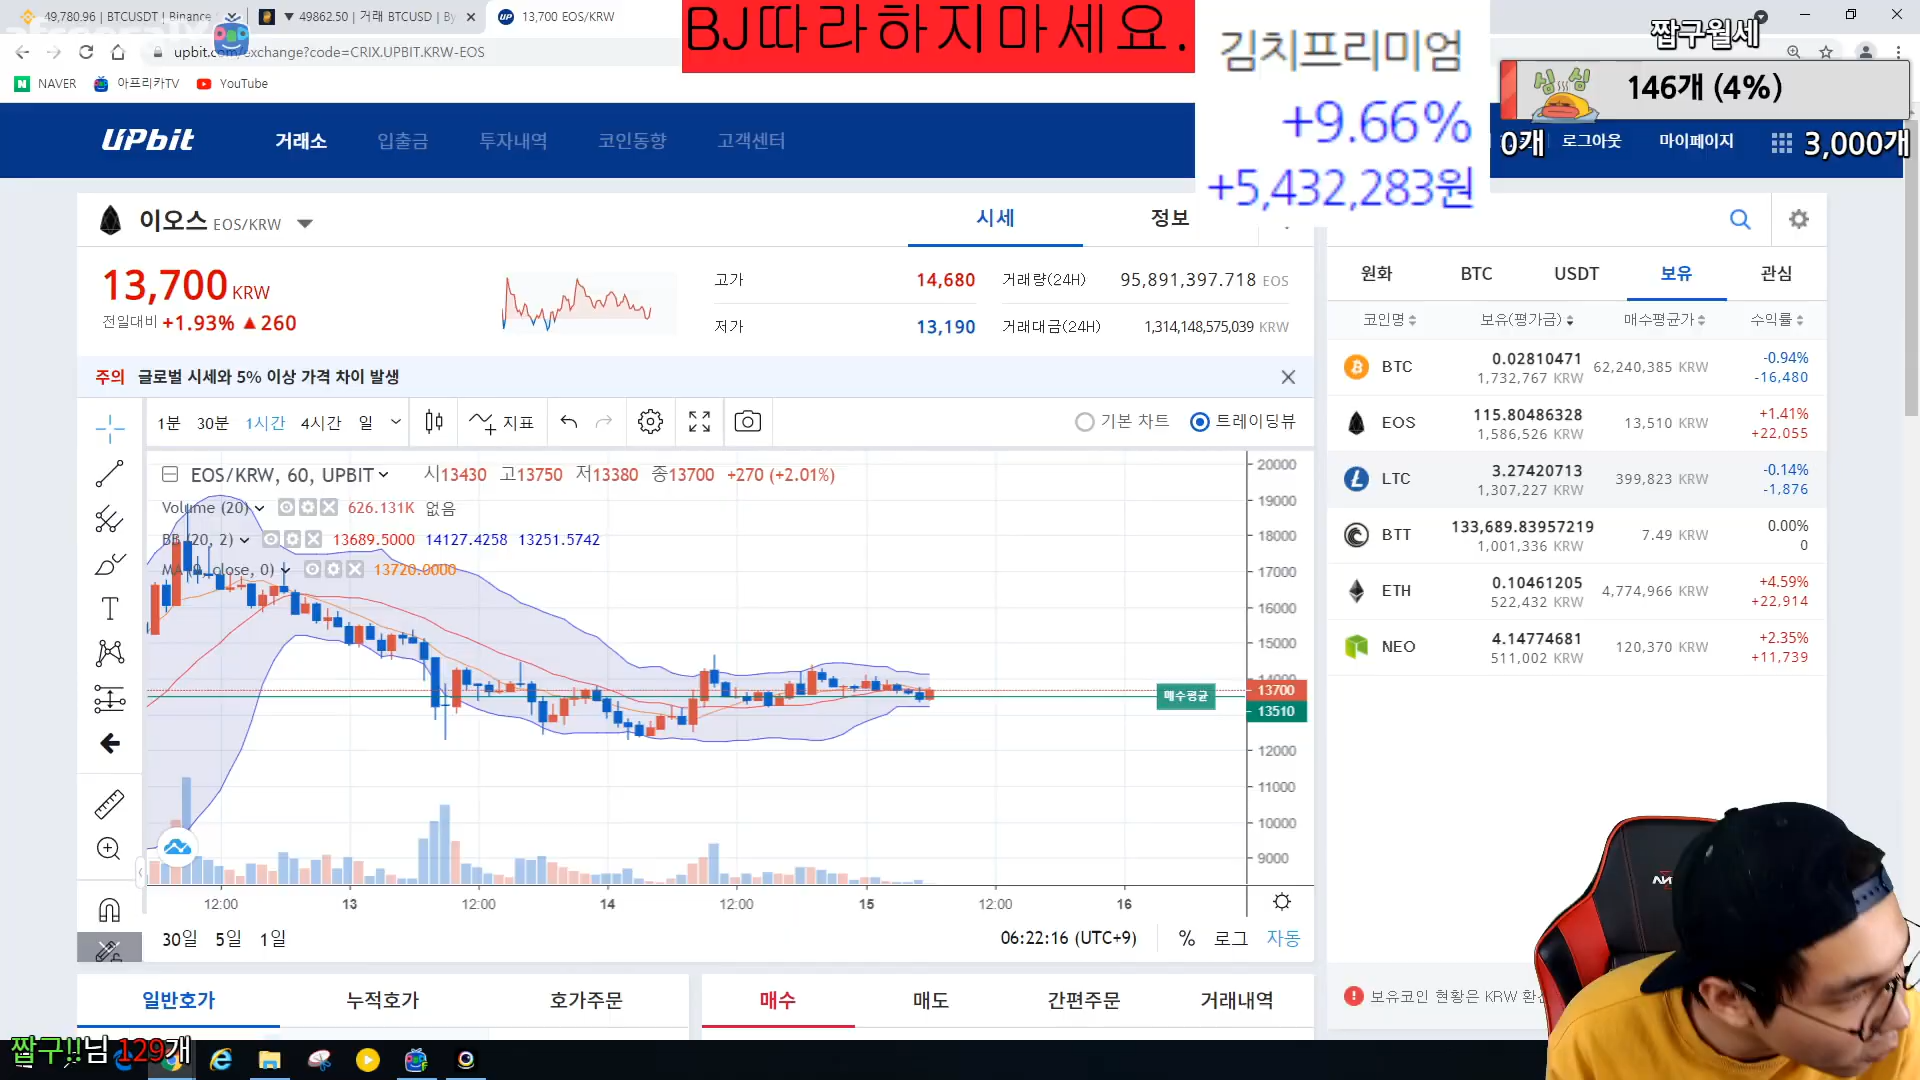 49,780.96 | BTCUSDT | Binance
▼ 49862.50 | 거래 BTCUSD | By
13,700 EOS/KRW
upbit.com/exchange?code=CRIX.UPBIT.KRW-EOS
NAVER 아프리카TV YouTube
BJ따라하지마세요.
김치프리미엄
+9.66%
+5,432,283원
짭구월세
싱싱
146개 (4%)
0개
3,000개
UPbit 거래소 입출금 투자내역 코인동향 고객센터 로그아웃 마이페이지
이오스 EOS/KRW
시세 정보
13,700 KRW
전일대비 +1.93% ▲260
고가 14,680
저가 13,190
거래량(24H) 95,891,397.718 EOS
거래대금(24H) 1,314,148,575,039 KRW
주의 글로벌 시세와 5% 이상 가격 차이 발생
1분 30분 1시간 4시간 일 지표 기본 차트 트레이딩뷰
EOS/KRW, 60, UPBIT 시13430 고13750 저13380 종13700 +270 (+2.01%)
Volume (20) 626.131K 없음
BB (20, 2) 13689.5000 14127.4258 13251.5742
MA (9, close, 0) 13720.0000
20000
19000
18000
17000
16000
15000
14000
매수평균
13700
13510
12000
11000
10000
9000
12:00 13 12:00 14 12:00 15 12:00 16
30일 5일 1일 06:22:16 (UTC+9) % 로그 자동
일반호가 누적호가 호가주문
매수 매도 간편주문 거래내역
원화 BTC USDT 보유 관심
코인명 보유(평가금) 매수평균가 수익률
BTC 0.02810471 62,240,385 KRW -0.94%
1,732,767 KRW -16,480
EOS 115.80486328 13,510 KRW +1.41%
1,586,526 KRW +22,055
LTC 3.27420713 399,823 KRW -0.14%
1,307,227 KRW -1,876
BTT 133,689.83957219 7.49 KRW 0.00%
1,001,336 KRW 0
ETH 0.10461205 4,774,966 KRW +4.59%
522,432 KRW +22,914
NEO 4.14774681 120,370 KRW +2.35%
511,002 KRW +11,739
보유코인 현황은 KRW 환
짭구!!님 129개